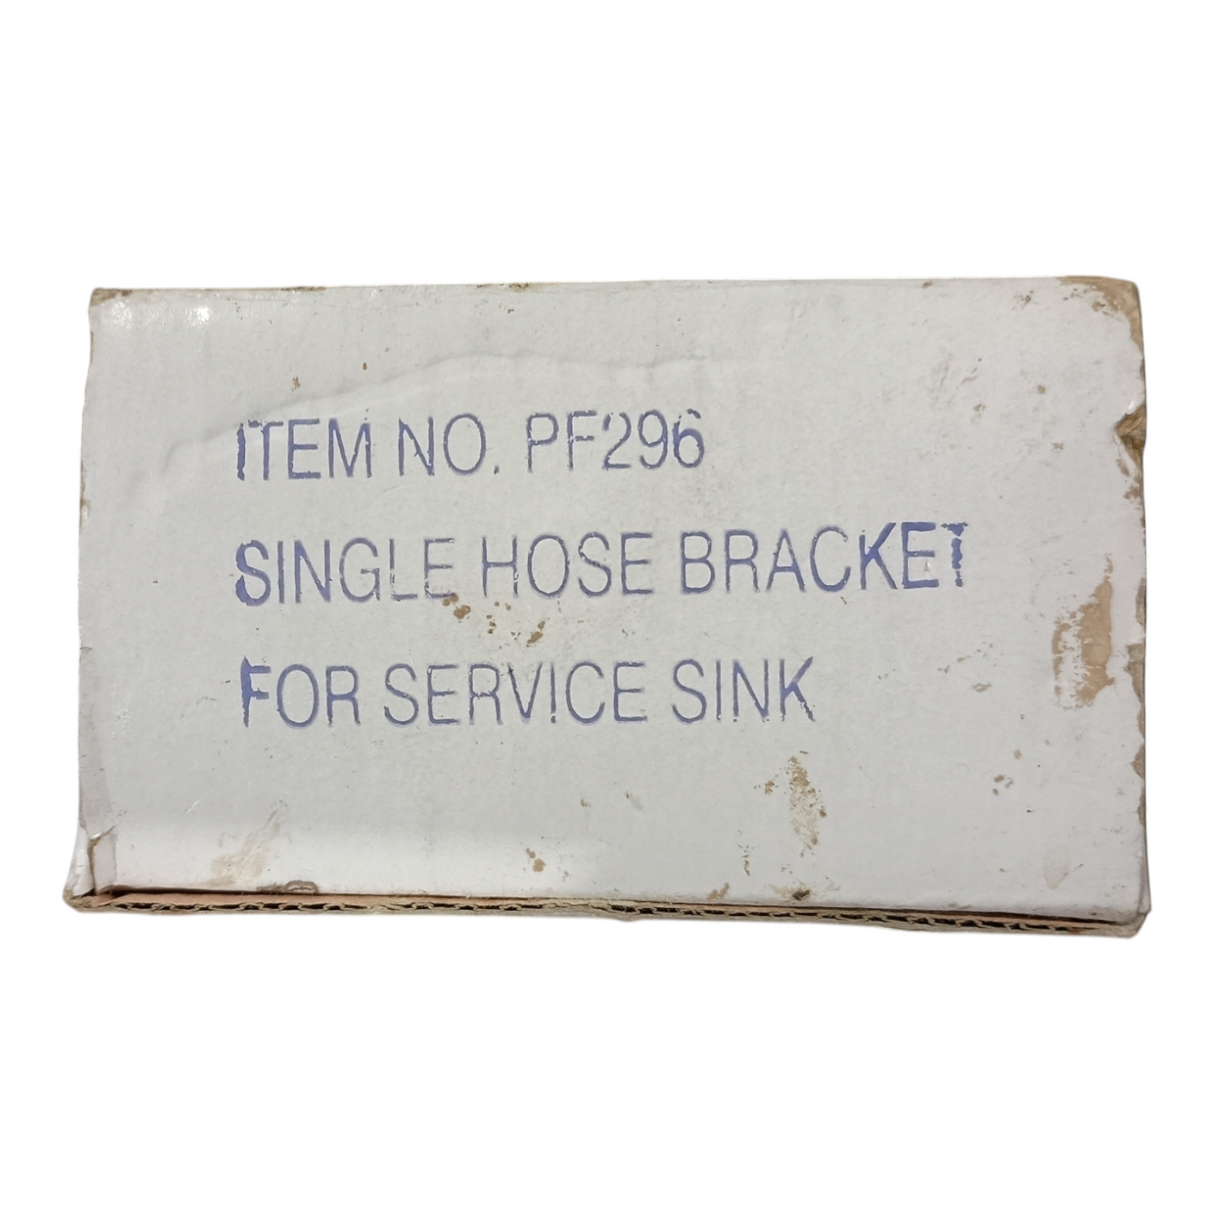 ITEM NO. PF296
SINGLE HOSE BRACKET
FOR SERVICE SINK